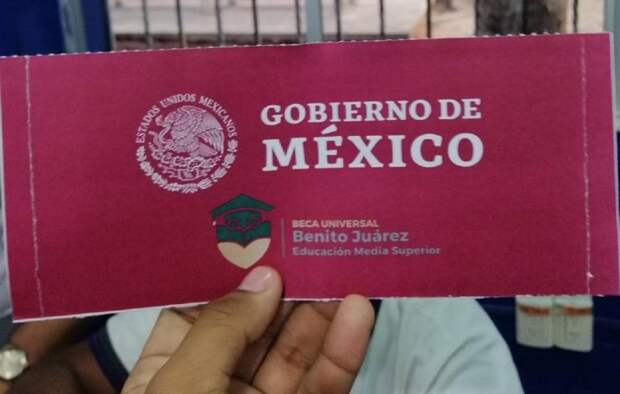 ESTADOS UNIDOS MEXICANOS
GOBIERNO DE
MÉXICO
BECA UNIVERSAL
Benito Juárez
Educación Media Superior